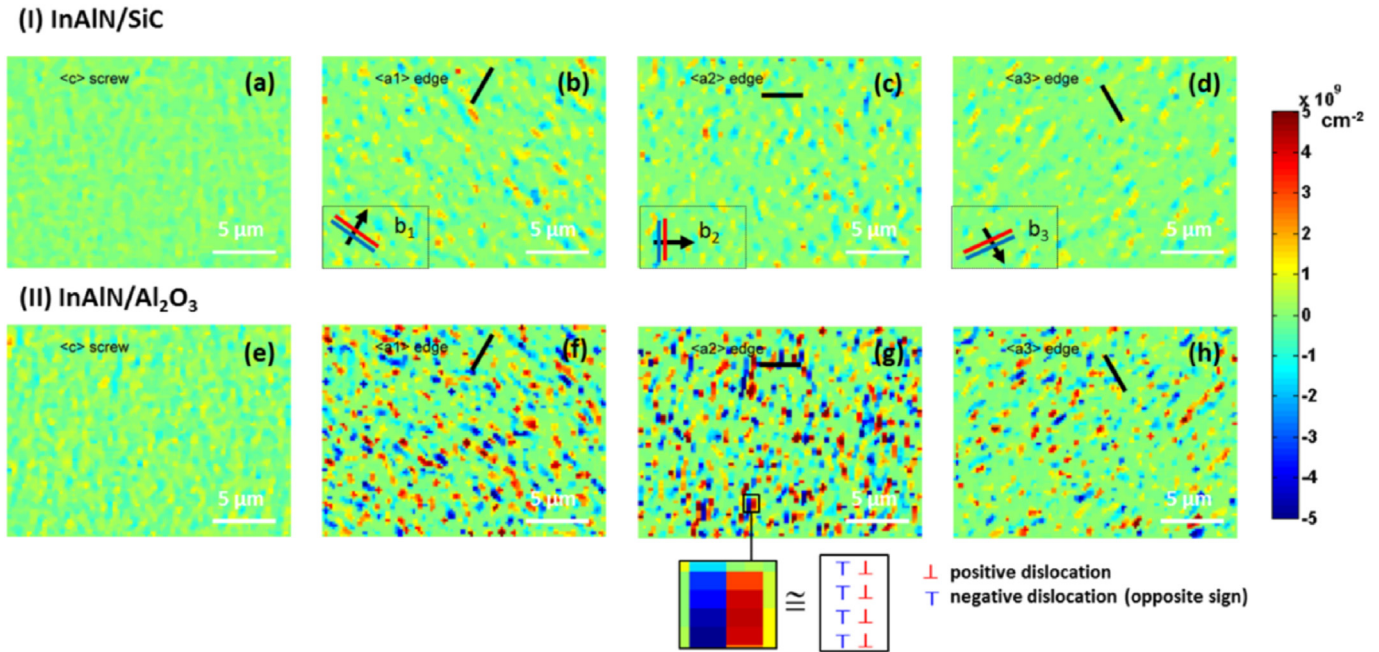 (I) InAlN/SiC
<c> screw
(a)
<a1> edge
(b)
<a2> edge
(c)
<a3> edge
(d)
b₁
b₂
b₃
5 μm
5 μm
5 μm
5 μm
x 10⁹
cm⁻²
5
4
3
2
1
0
-1
-2
-3
-4
-5
(II) InAlN/Al₂O₃
<c> screw
(e)
<a1> edge
(f)
<a2> edge
(g)
<a3> edge
(h)
5 μm
5 μm
5 μm
5 μm
≅
⊥ positive dislocation
⊤ negative dislocation (opposite sign)